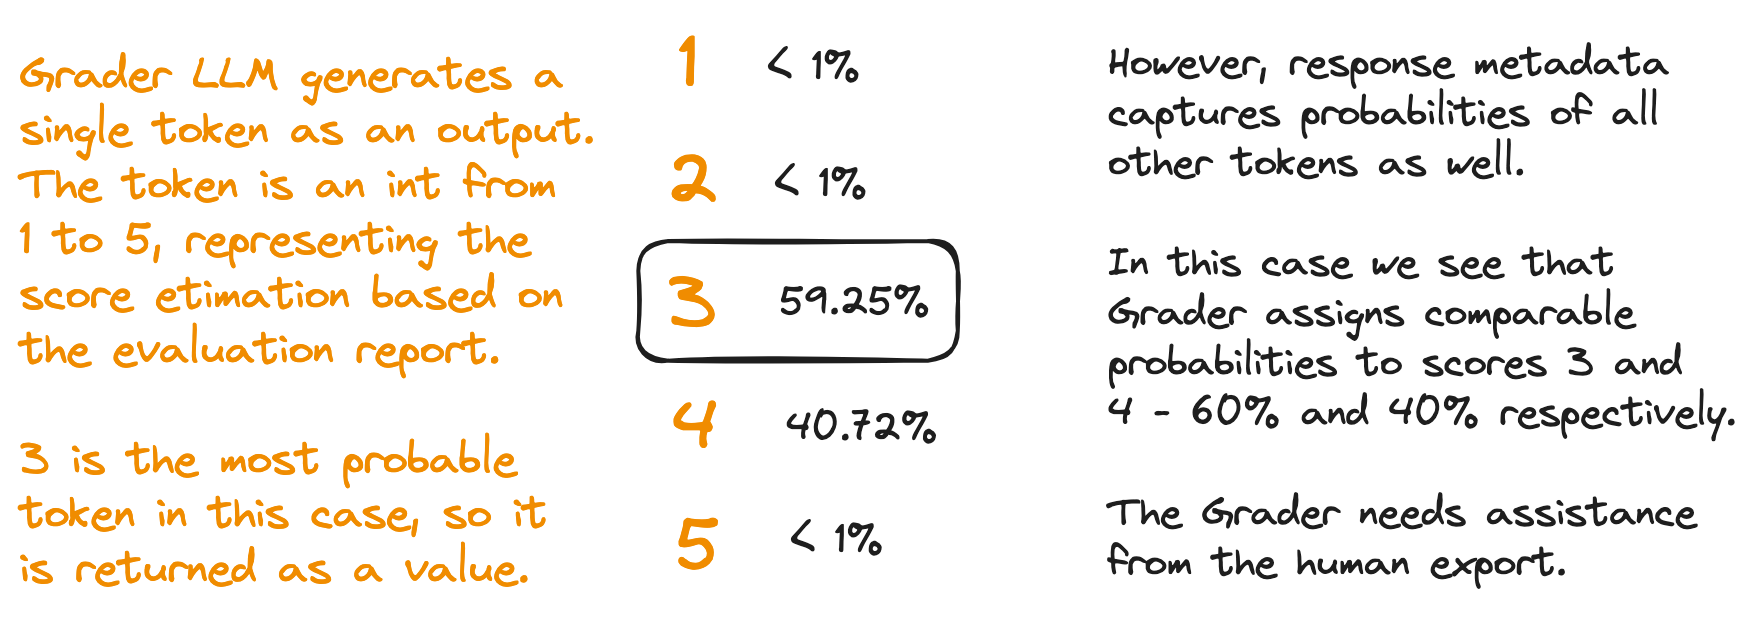 Grader LLM generates a
single token as an output.
The token is an int from
1 to 5, representing the
score etimation based on
the evaluation report.
3 is the most probable
token in this case, so it
is returned as a value.
1 < 1%
2 < 1%
3 59.25%
4 40.72%
5 < 1%
However, response metadata
captures probabilities of all
other tokens as well.
In this case we see that
Grader assigns comparable
probabilities to scores 3 and
4 - 60% and 40% respectively.
The Grader needs assistance
from the human export.